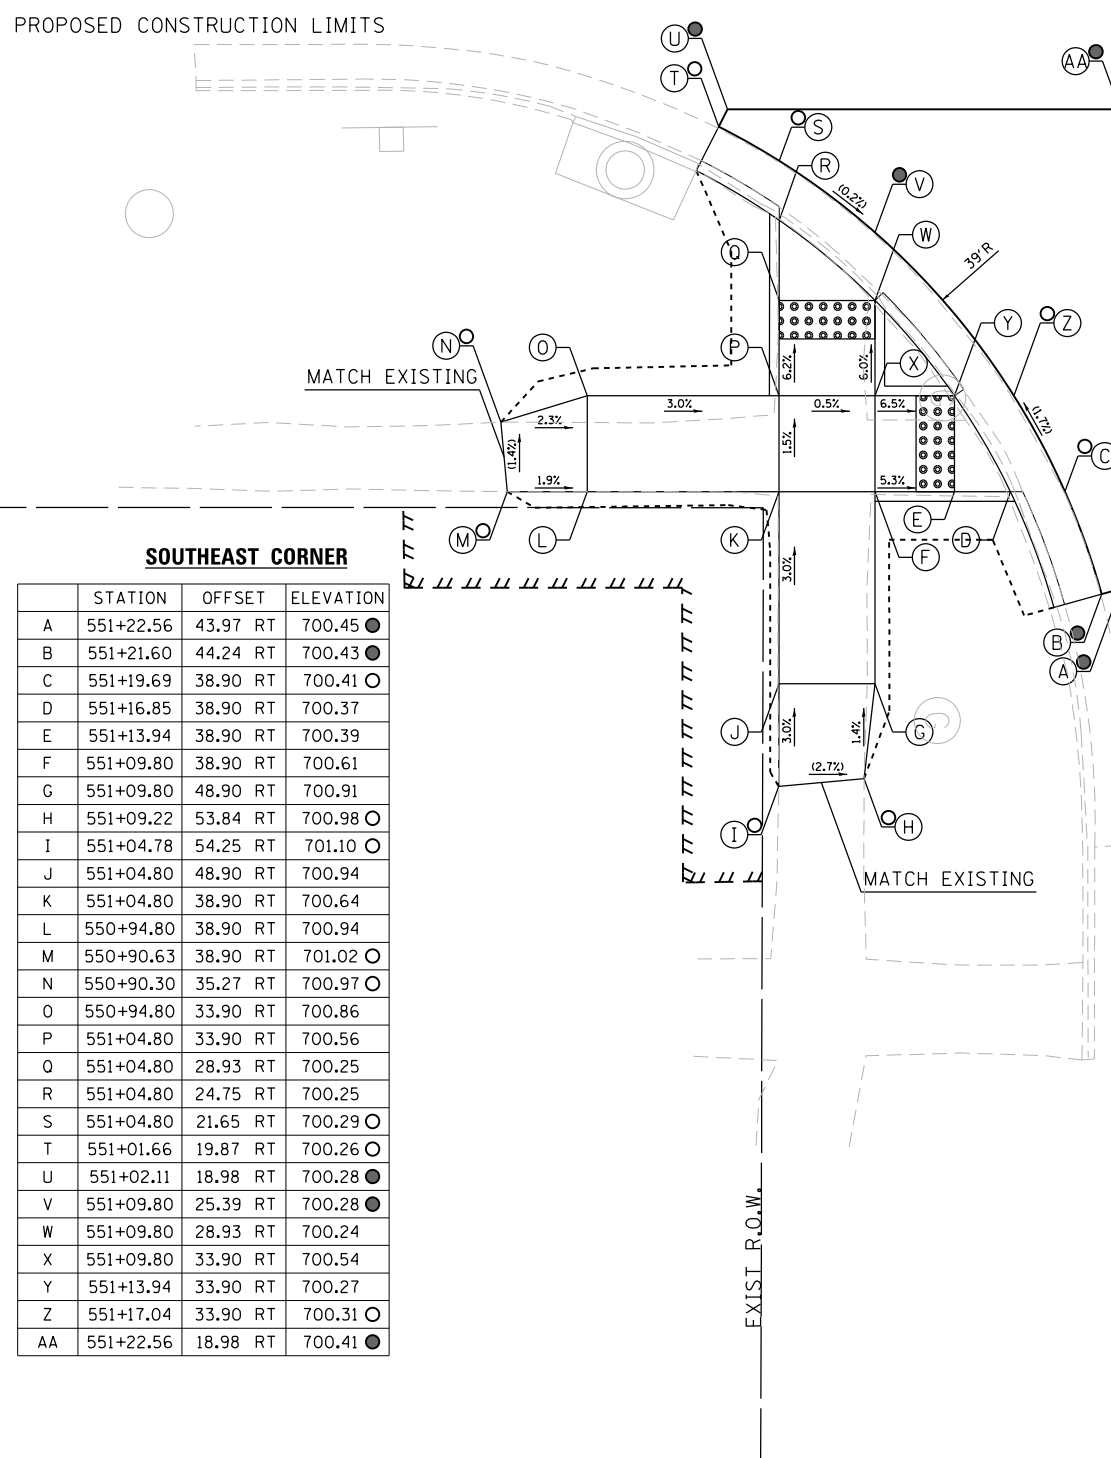 PROPOSED CONSTRUCTION LIMITS
U
AA
T
S
R
(0.2%)
V
W
Q
39'R
Y
Z
N
O
P
X
6.2%
6.0%
MATCH EXISTING
3.0%
0.5%
6.5%
(1.7%)
2.3%
(1.4%)
1.5%
C
1.9%
5.3%
E
M
L
K
D
F
3.0%
B
A
J
3.0%
1.4%
G
(2.7%)
I
H
MATCH EXISTING
EXIST R.O.W.
SOUTHEAST CORNER
STATION OFFSET ELEVATION
A 551+22.56 43.97 RT 700.45
B 551+21.60 44.24 RT 700.43
C 551+19.69 38.90 RT 700.41
D 551+16.85 38.90 RT 700.37
E 551+13.94 38.90 RT 700.39
F 551+09.80 38.90 RT 700.61
G 551+09.80 48.90 RT 700.91
H 551+09.22 53.84 RT 700.98
I 551+04.78 54.25 RT 701.10
J 551+04.80 48.90 RT 700.94
K 551+04.80 38.90 RT 700.64
L 550+94.80 38.90 RT 700.94
M 550+90.63 38.90 RT 701.02
N 550+90.30 35.27 RT 700.97
O 550+94.80 33.90 RT 700.86
P 551+04.80 33.90 RT 700.56
Q 551+04.80 28.93 RT 700.25
R 551+04.80 24.75 RT 700.25
S 551+04.80 21.65 RT 700.29
T 551+01.66 19.87 RT 700.26
U 551+02.11 18.98 RT 700.28
V 551+09.80 25.39 RT 700.28
W 551+09.80 28.93 RT 700.24
X 551+09.80 33.90 RT 700.54
Y 551+13.94 33.90 RT 700.27
Z 551+17.04 33.90 RT 700.31
AA 551+22.56 18.98 RT 700.41